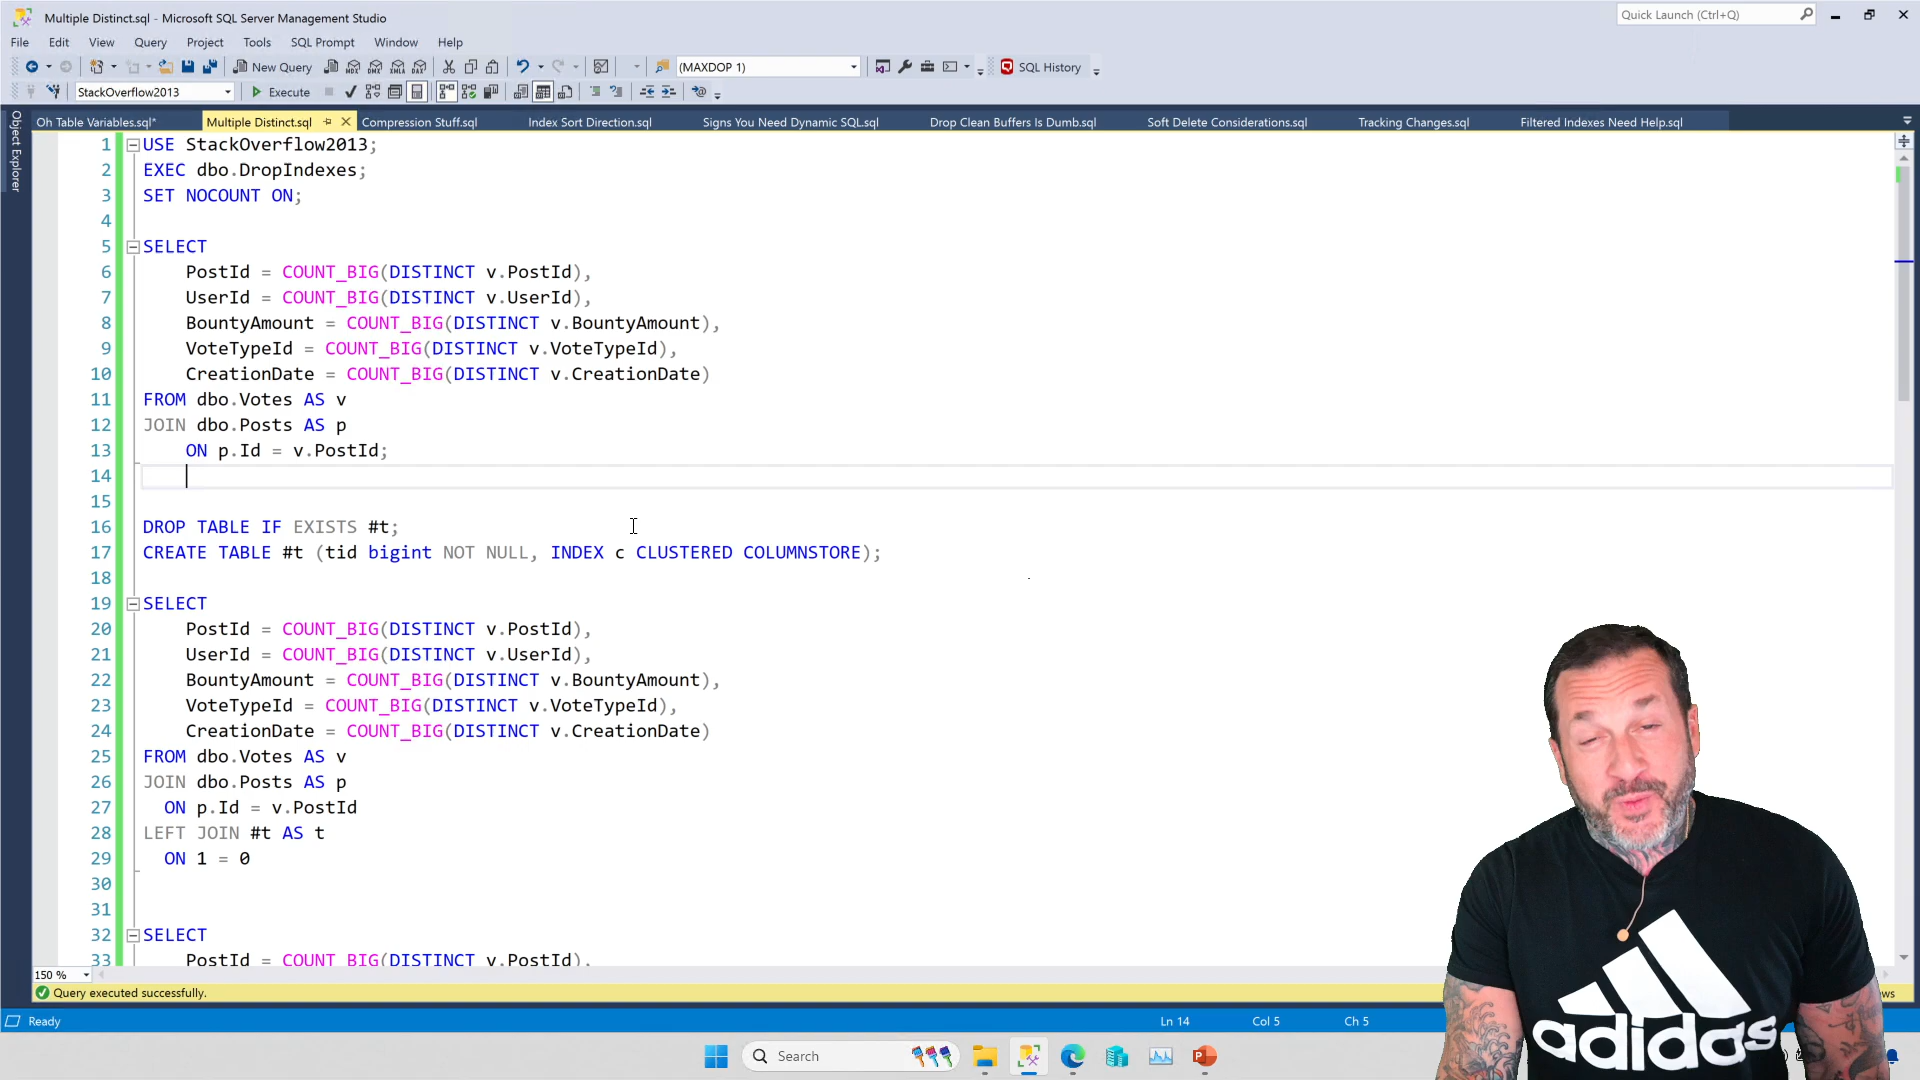 Multiple Distinct.sql - Microsoft SQL Server Management Studio
Quick Launch (Ctrl+Q)
File Edit View Query Project Tools SQL Prompt Window Help
New Query (MAXDOP 1) SQL History
StackOverflow2013 Execute
Oh Table Variables.sql* Multiple Distinct.sql Compression Stuff.sql Index Sort Direction.sql Signs You Need Dynamic SQL.sql Drop Clean Buffers Is Dumb.sql Soft Delete Considerations.sql Tracking Changes.sql Filtered Indexes Need Help.sql
Object Explorer
1 USE StackOverflow2013;
2 EXEC dbo.DropIndexes;
3 SET NOCOUNT ON;
4
5 SELECT
6 PostId = COUNT_BIG(DISTINCT v.PostId),
7 UserId = COUNT_BIG(DISTINCT v.UserId),
8 BountyAmount = COUNT_BIG(DISTINCT v.BountyAmount),
9 VoteTypeId = COUNT_BIG(DISTINCT v.VoteTypeId),
10 CreationDate = COUNT_BIG(DISTINCT v.CreationDate)
11 FROM dbo.Votes AS v
12 JOIN dbo.Posts AS p
13 ON p.Id = v.PostId;
14
15
16 DROP TABLE IF EXISTS #t;
17 CREATE TABLE #t (tid bigint NOT NULL, INDEX c CLUSTERED COLUMNSTORE);
18
19 SELECT
20 PostId = COUNT_BIG(DISTINCT v.PostId),
21 UserId = COUNT_BIG(DISTINCT v.UserId),
22 BountyAmount = COUNT_BIG(DISTINCT v.BountyAmount),
23 VoteTypeId = COUNT_BIG(DISTINCT v.VoteTypeId),
24 CreationDate = COUNT_BIG(DISTINCT v.CreationDate)
25 FROM dbo.Votes AS v
26 JOIN dbo.Posts AS p
27 ON p.Id = v.PostId
28 LEFT JOIN #t AS t
29 ON 1 = 0
30
31
32 SELECT
33 PostId = COUNT_BIG(DISTINCT v.PostId),
150 %
Query executed successfully.
Ready Ln 14 Col 5 Ch 5
Search
adidas